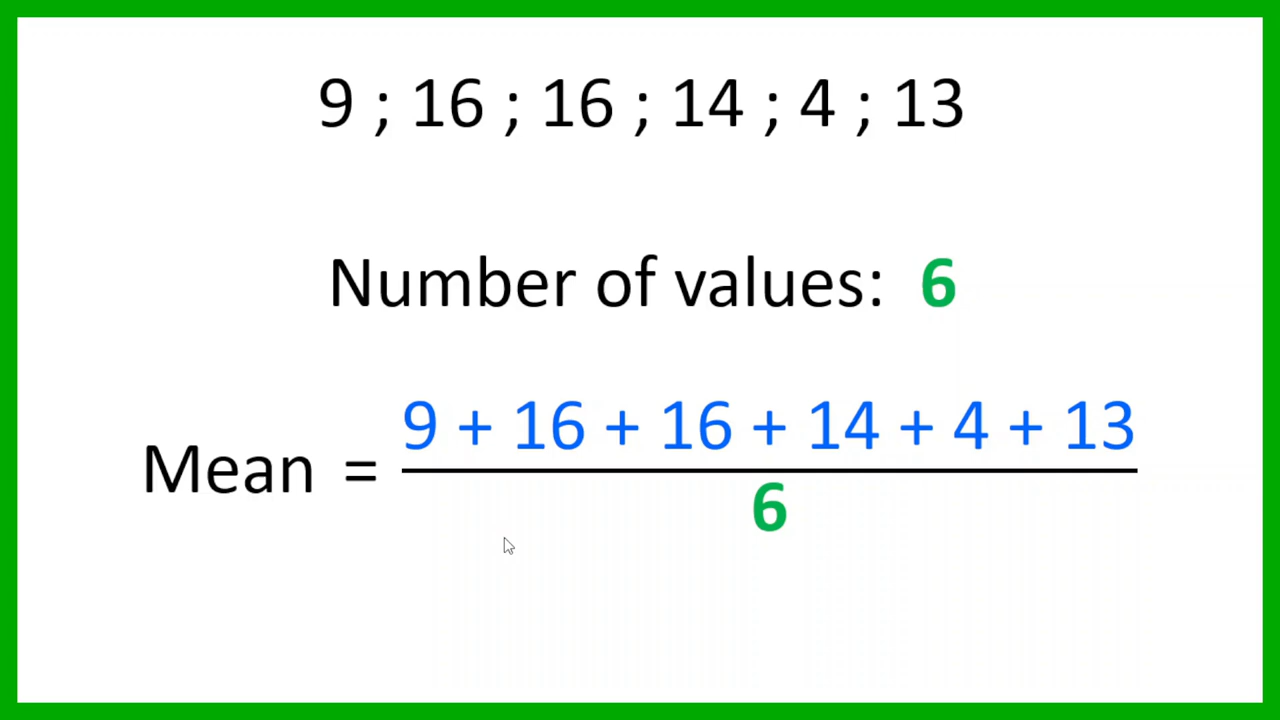 9 ; 16 ; 16 ; 14 ; 4 ; 13
Number of values: 6
Mean = 9 + 16 + 16 + 14 + 4 + 13
6